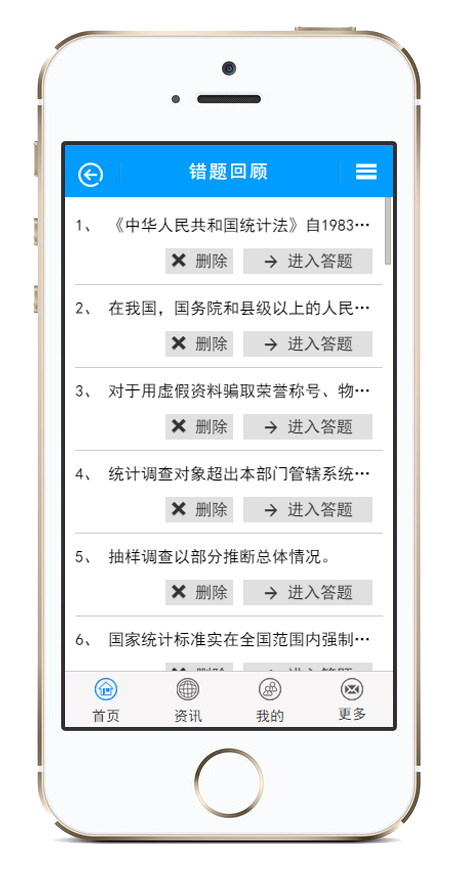 错题回顾
1、 《中华人民共和国统计法》自1983…
删除 进入答题
2、 在我国，国务院和县级以上的人民…
删除 进入答题
3、 对于用虚假资料骗取荣誉称号、物…
删除 进入答题
4、 统计调查对象超出本部门管辖系统…
删除 进入答题
5、 抽样调查以部分推断总体情况。
删除 进入答题
6、 国家统计标准实在全国范围内强制…
首页 资讯 我的 更多